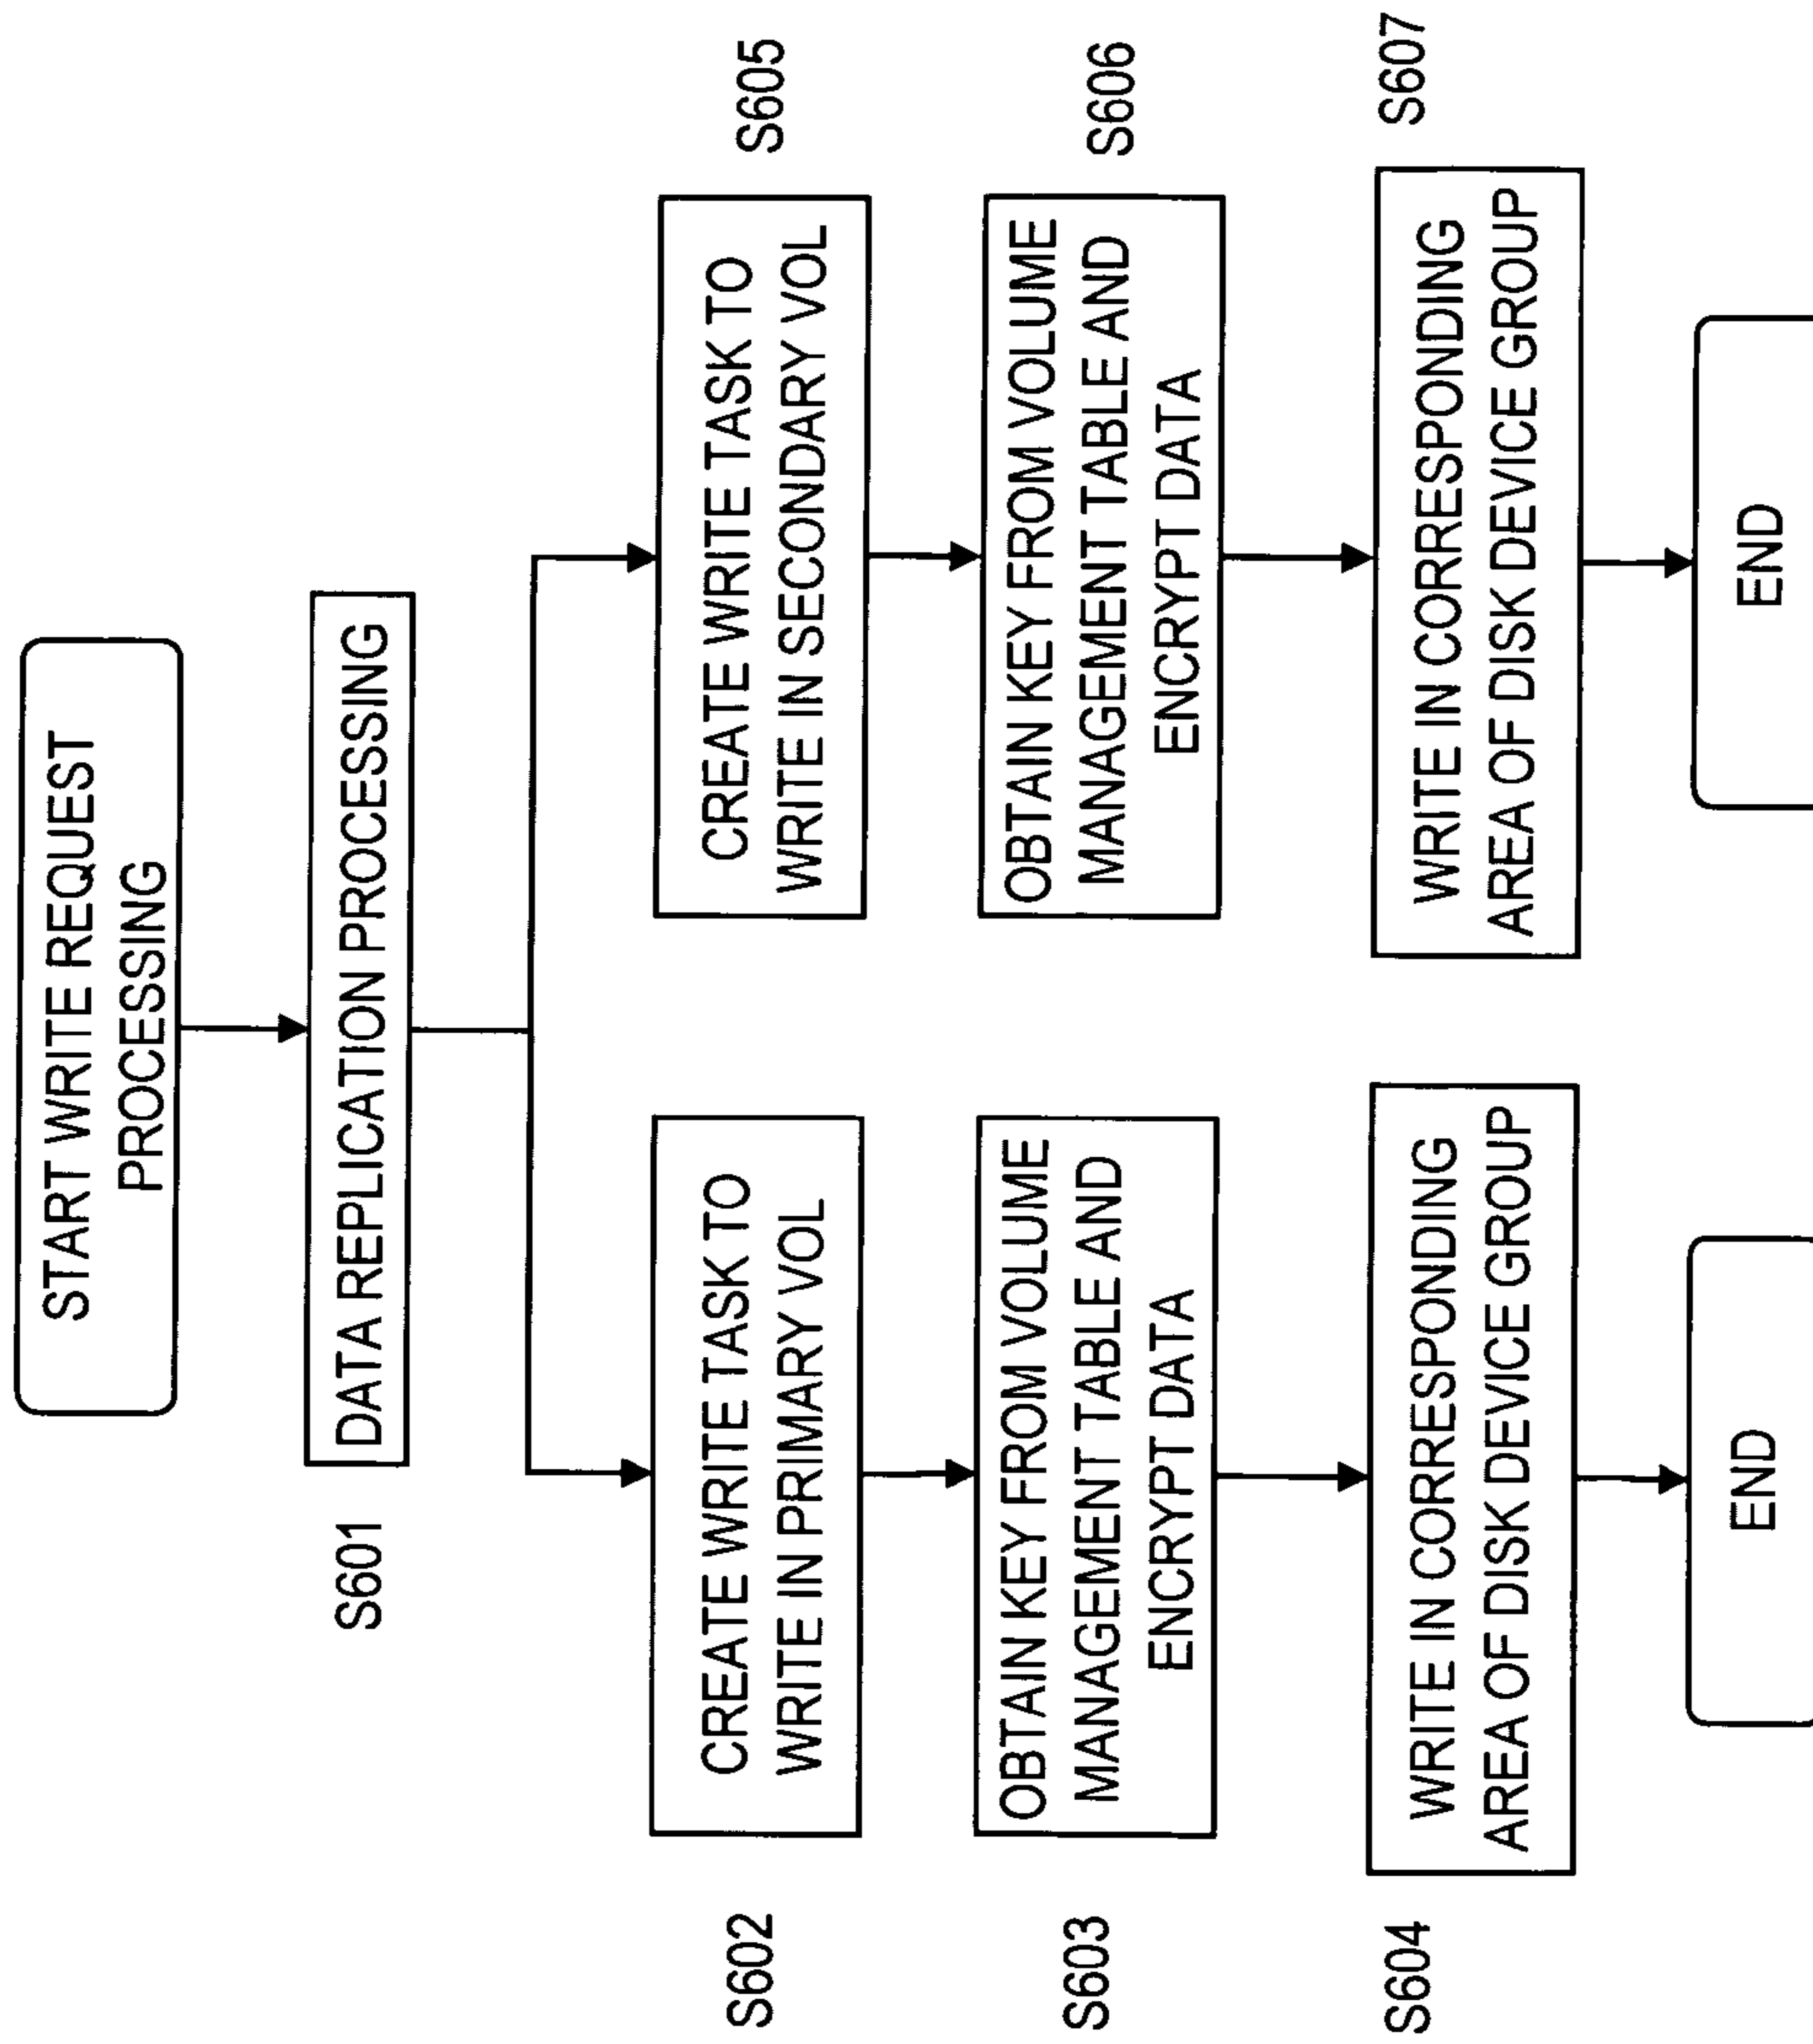 START WRITE REQUEST
PROCESSING
S601
DATA REPLICATION PROCESSING
S602
CREATE WRITE TASK TO
WRITE IN PRIMARY VOL
S603
OBTAIN KEY FROM VOLUME
MANAGEMENT TABLE AND
ENCRYPT DATA
S604
WRITE IN CORRESPONDING
AREA OF DISK DEVICE GROUP
END
S605
CREATE WRITE TASK TO
WRITE IN SECONDARY VOL
S606
OBTAIN KEY FROM VOLUME
MANAGEMENT TABLE AND
ENCRYPT DATA
S607
WRITE IN CORRESPONDING
AREA OF DISK DEVICE GROUP
END